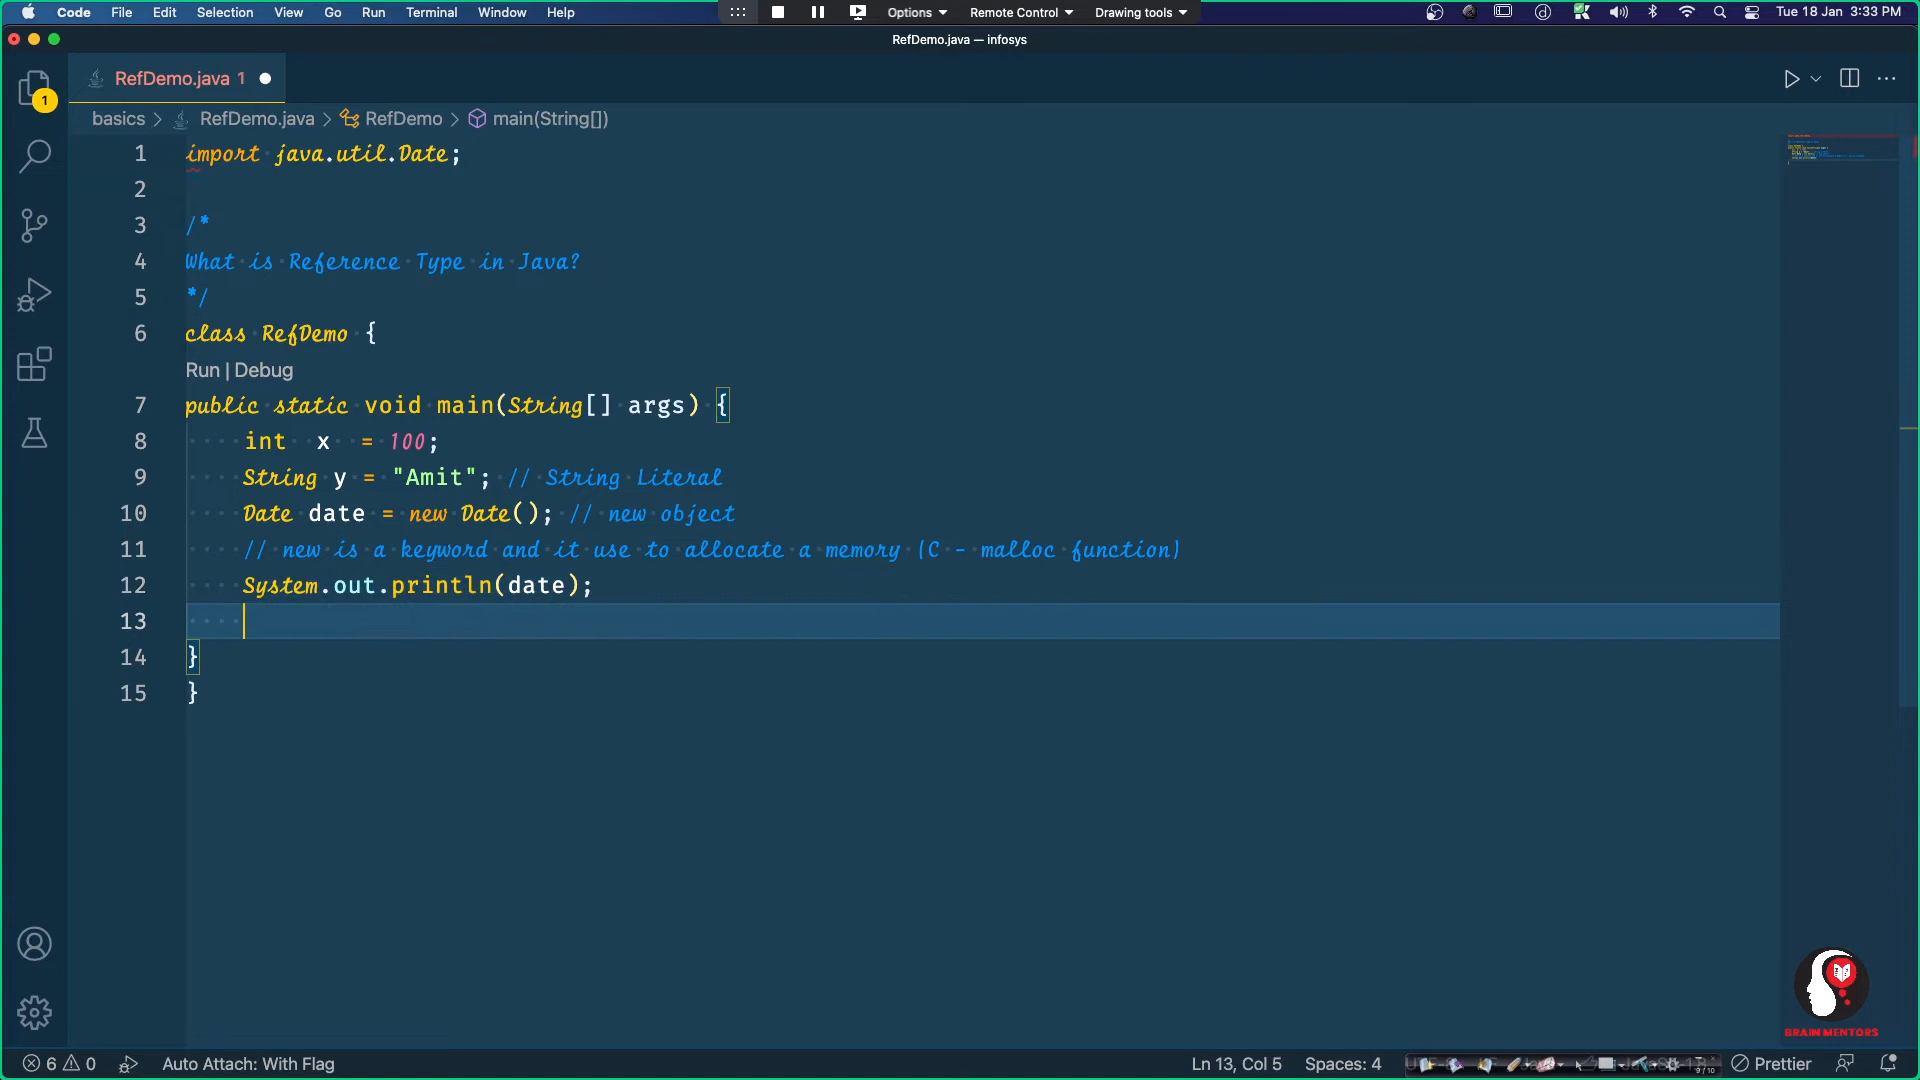 Code File Edit Selection View Go Run Terminal Window Help Options Remote Control Drawing tools Tue 18 Jan 3:33 PM
RefDemo.java — infosys
RefDemo.java 1
1
basics > RefDemo.java > RefDemo > main(String[])
1 import java.util.Date;
2
3 /*
4 What is Reference Type in Java?
5 */
6 class RefDemo {
Run | Debug
7 public static void main(String[] args) {
8 int x = 100;
9 String y = "Amit"; // String Literal
10 Date date = new Date(); // new object
11 // new is a keyword and it use to allocate a memory (C - malloc function)
12 System.out.println(date);
13
14 }
15 }
BRAIN MENTORS
6 0 Auto Attach: With Flag Ln 13, Col 5 Spaces: 4 9/10 Prettier